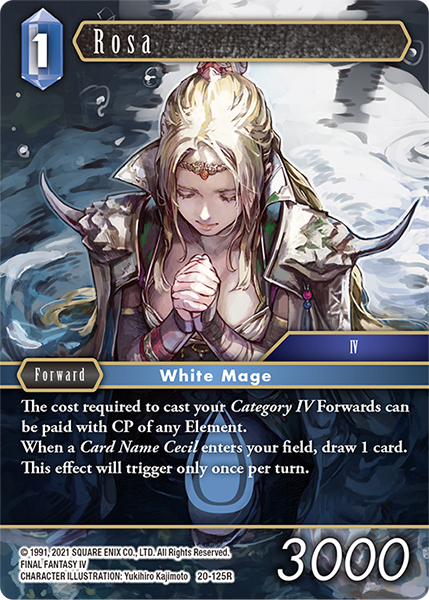 1
Rosa
IV
Forward
White Mage
The cost required to cast your Category IV Forwards can
be paid with CP of any Element.
When a Card Name Cecil enters your field, draw 1 card.
This effect will trigger only once per turn.
© 1991, 2021 SQUARE ENIX CO., LTD. All Rights Reserved.
FINAL FANTASY IV
CHARACTER ILLUSTRATION: Yukihiro Kajimoto 20-125R
3000